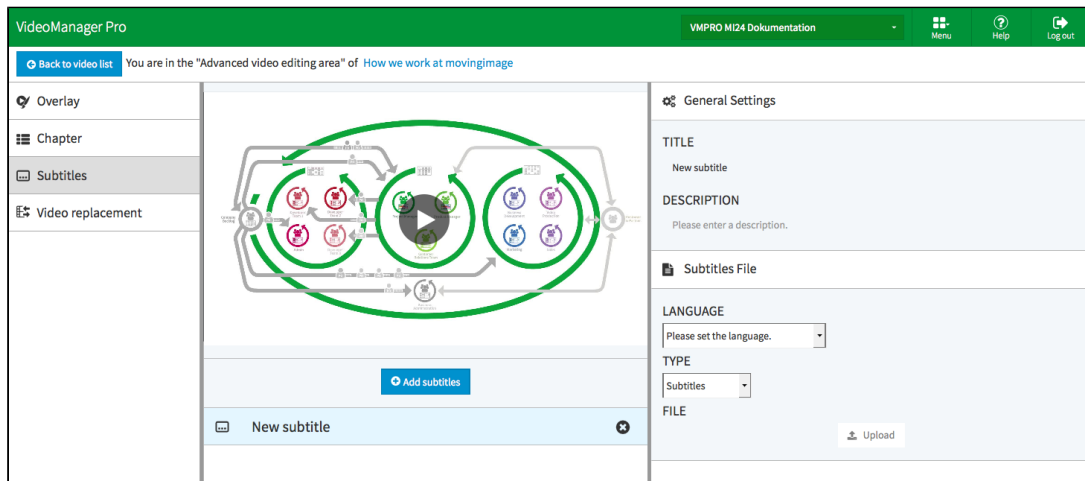 VideoManager Pro
VMPRO MI24 Dokumentation
Menu
Help
Log out
Back to video list
You are in the "Advanced video editing area" of How we work at movingimage
Overlay
Chapter
Subtitles
Video replacement
Add subtitles
New subtitle
General Settings
TITLE
New subtitle
DESCRIPTION
Please enter a description.
Subtitles File
LANGUAGE
Please set the language.
TYPE
Subtitles
FILE
Upload